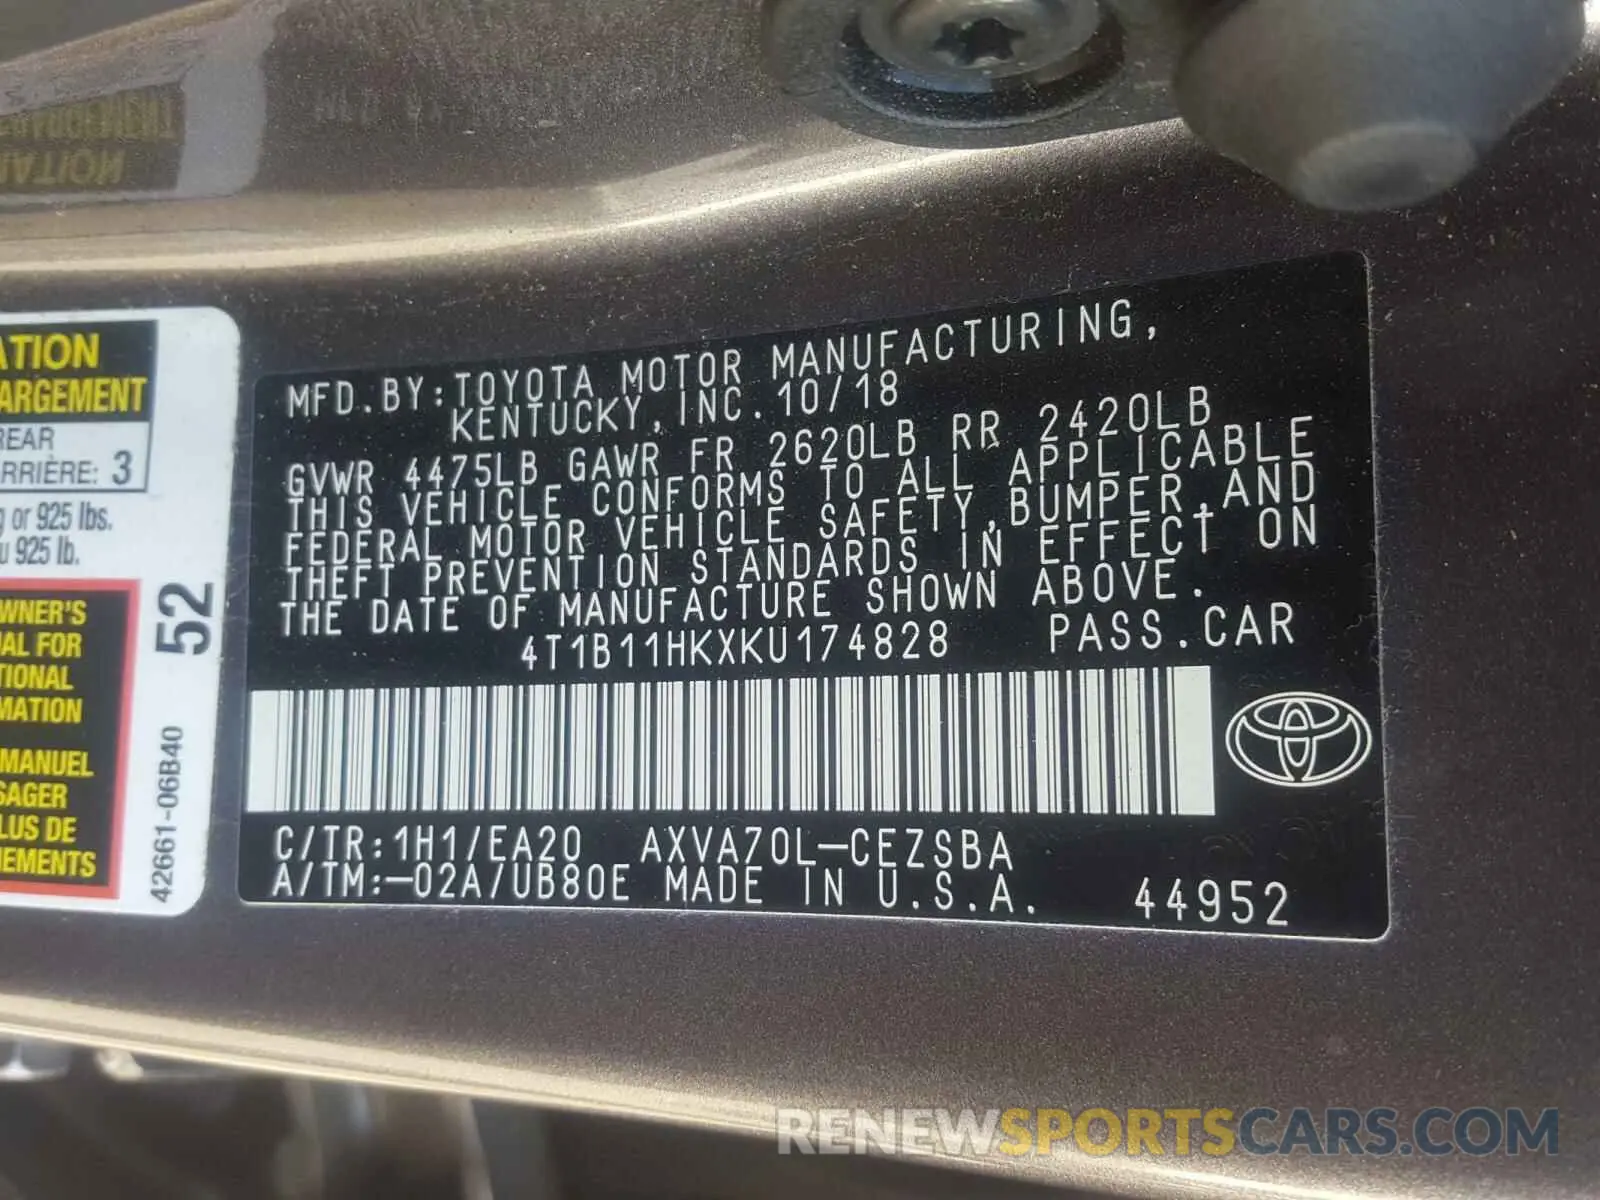 ATION
ARGEMENT
REAR
ARRIÈRE: 3
or 925 lbs.
925 lb.
WNER'S
UAL FOR
TIONAL
MATION
MANUEL
SAGER
LUS DE
NEMENTS
52
42661-06B40
MFD.BY:TOYOTA MOTOR MANUFACTURING,
KENTUCKY,INC.10/18
GVWR 4475LB GAWR FR 2620LB RR 2420LB
THIS VEHICLE CONFORMS TO ALL APPLICABLE
FEDERAL MOTOR VEHICLE SAFETY,BUMPER,AND
THEFT PREVENTION STANDARDS IN EFFECT ON
THE DATE OF MANUFACTURE SHOWN ABOVE.
4T1B11HKXKU174828 PASS.CAR
C/TR:1H1/EA20 AXVA70L-CEZSBA
A/TM:-02A/UB80E MADE IN U.S.A. 44952
RENEWSPORTSCARS.COM